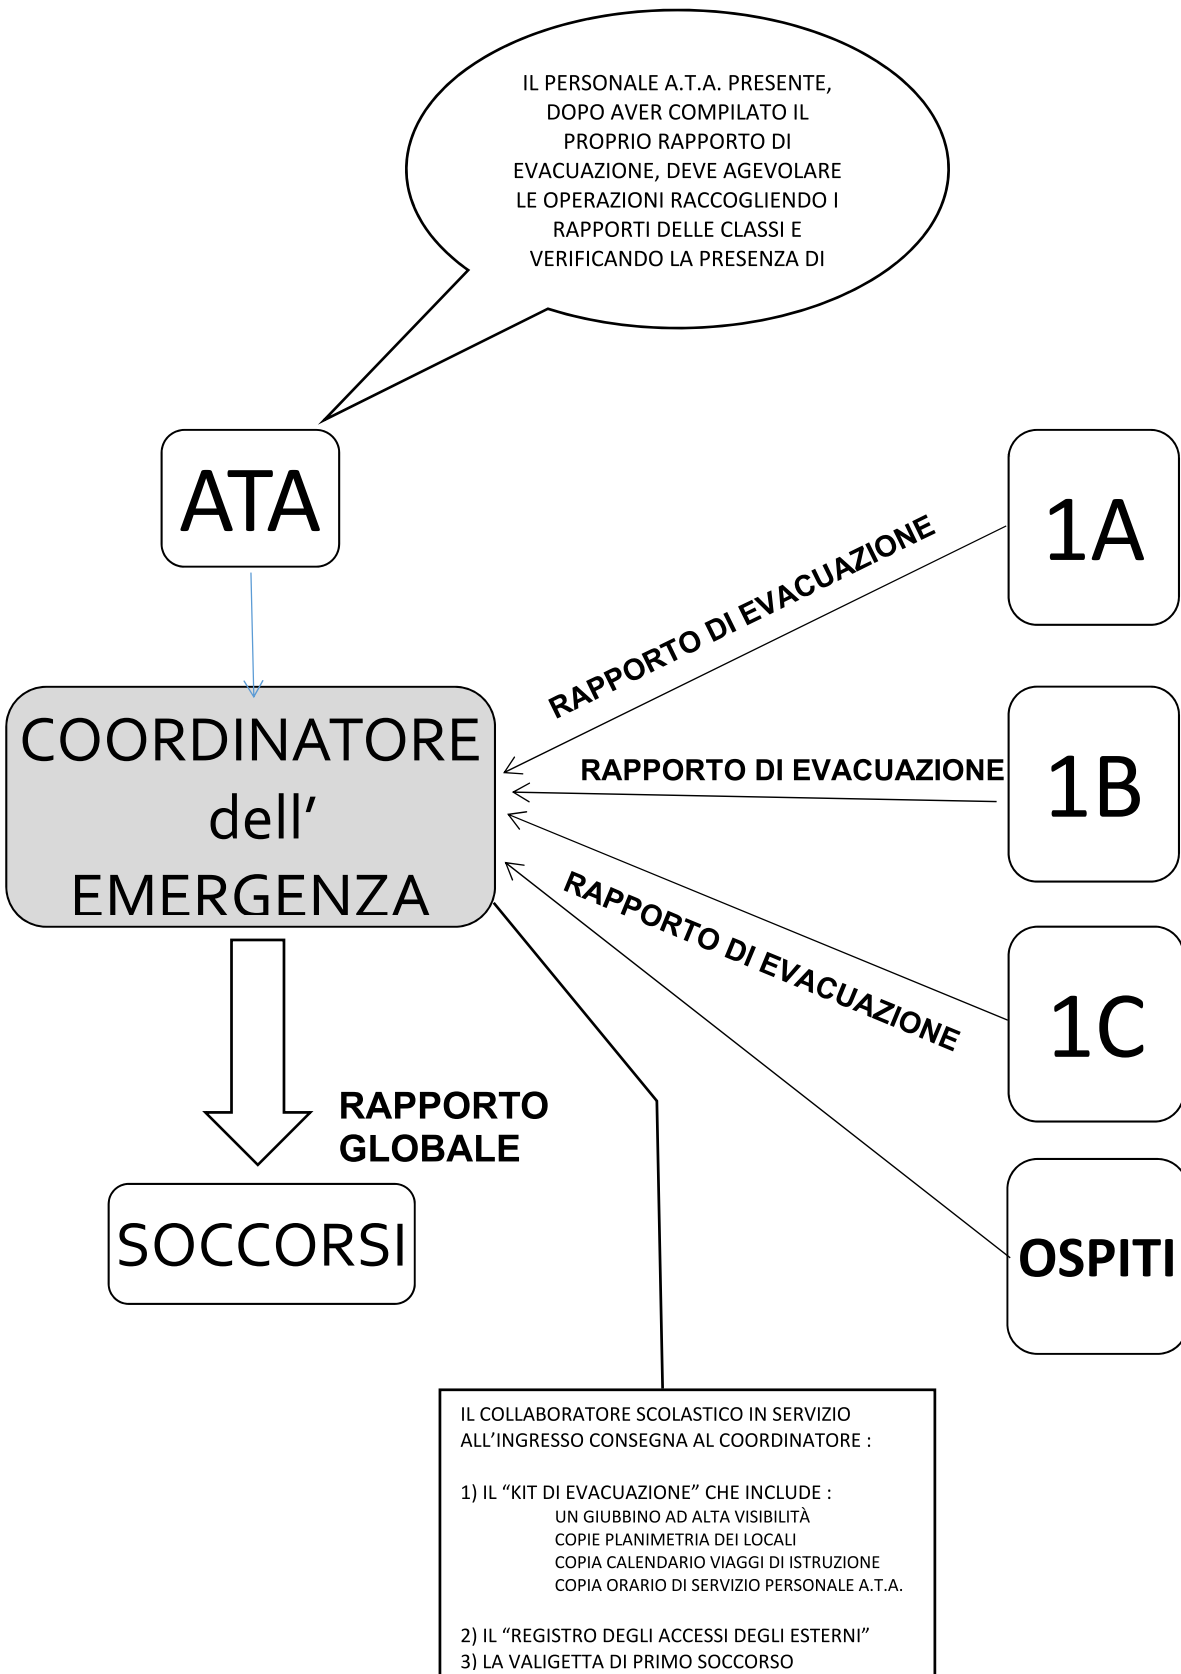 IL PERSONALE A.T.A. PRESENTE,
DOPO AVER COMPILATO IL
PROPRIO RAPPORTO DI
EVACUAZIONE, DEVE AGEVOLARE
LE OPERAZIONI RACCOGLIENDO I
RAPPORTI DELLE CLASSI E
VERIFICANDO LA PRESENZA DI
ATA
1A
RAPPORTO DI EVACUAZIONE
COORDINATORE
dell’
EMERGENZA
RAPPORTO DI EVACUAZIONE
1B
RAPPORTO DI EVACUAZIONE
1C
RAPPORTO
GLOBALE
SOCCORSI
OSPITI
IL COLLABORATORE SCOLASTICO IN SERVIZIO
ALL’INGRESSO CONSEGNA AL COORDINATORE :
1) IL “KIT DI EVACUAZIONE” CHE INCLUDE :
UN GIUBBINO AD ALTA VISIBILITÀ
COPIE PLANIMETRIA DEI LOCALI
COPIA CALENDARIO VIAGGI DI ISTRUZIONE
COPIA ORARIO DI SERVIZIO PERSONALE A.T.A.
2) IL “REGISTRO DEGLI ACCESSI DEGLI ESTERNI”
3) LA VALIGETTA DI PRIMO SOCCORSO